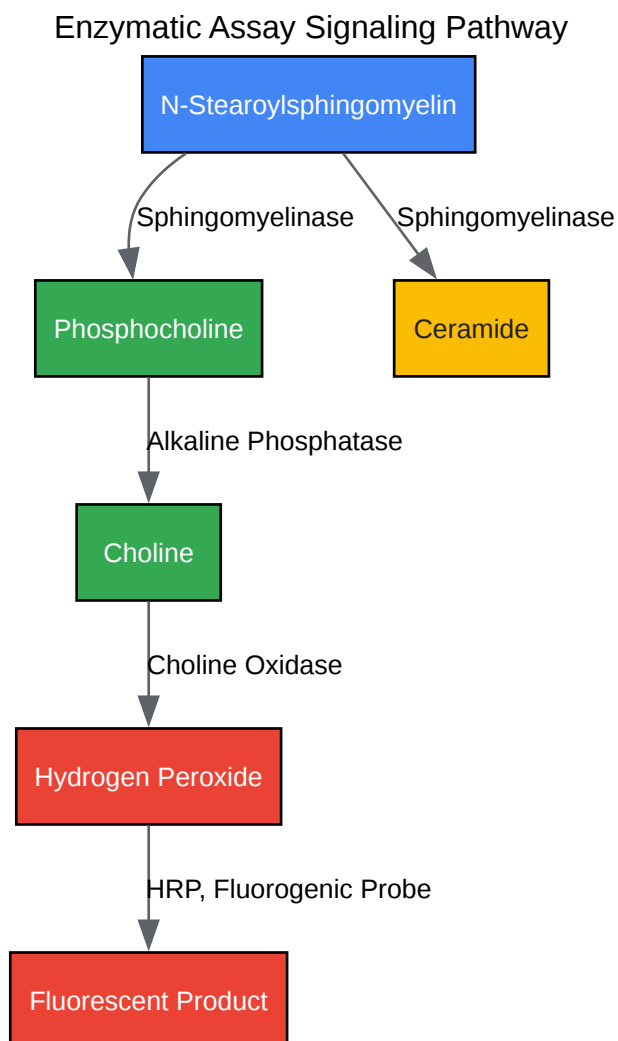 Enzymatic Assay Signaling Pathway
N-Stearoylsphingomyelin
Sphingomyelinase
Sphingomyelinase
Phosphocholine
Ceramide
Alkaline Phosphatase
Choline
Choline Oxidase
Hydrogen Peroxide
HRP, Fluorogenic Probe
Fluorescent Product